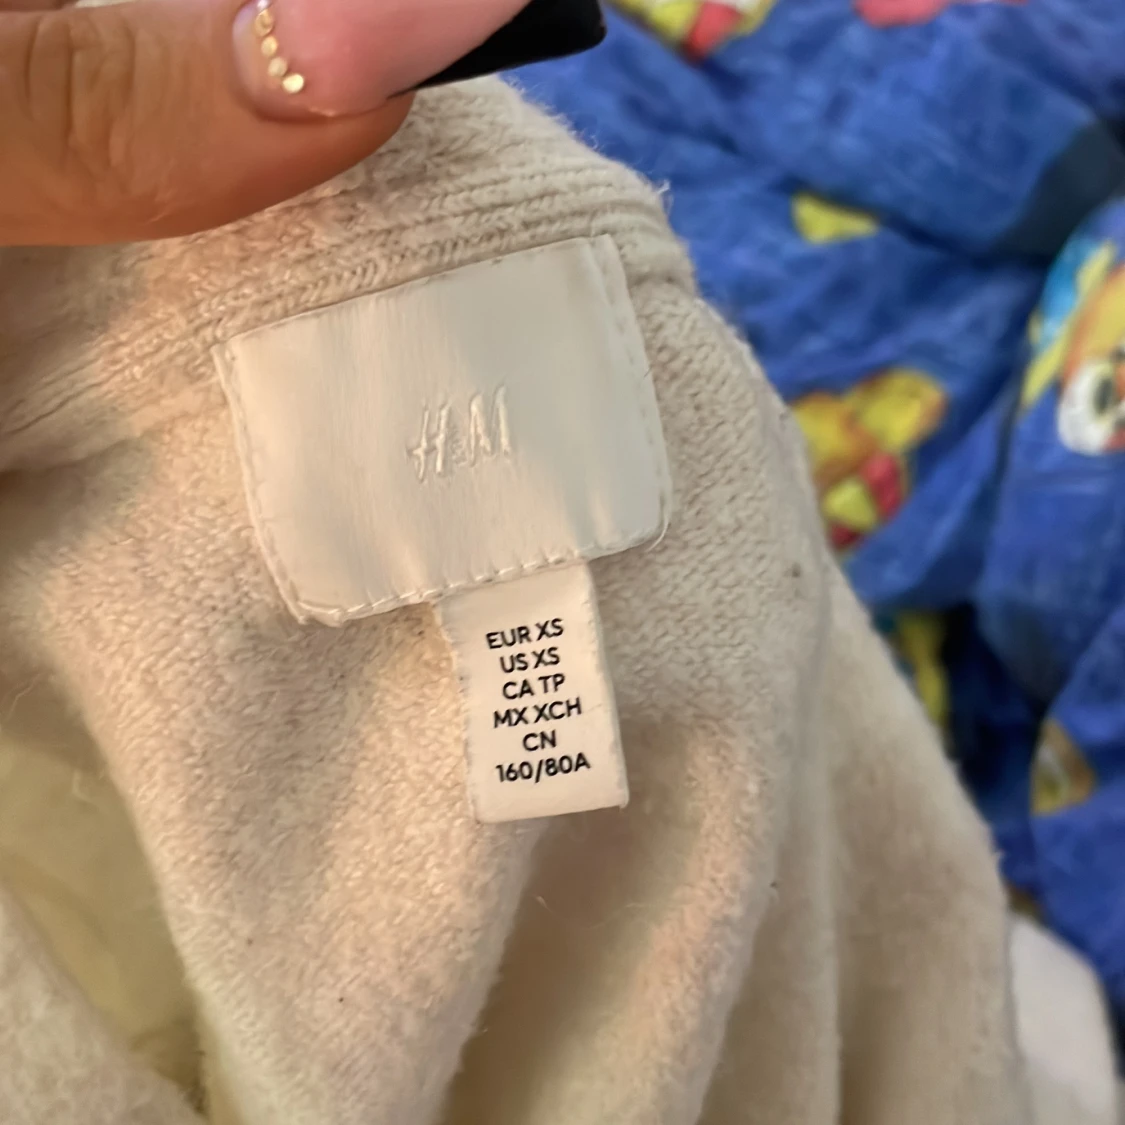 H&M
EUR XS
US XS
CA TP
MX XCH
CN
160/80A